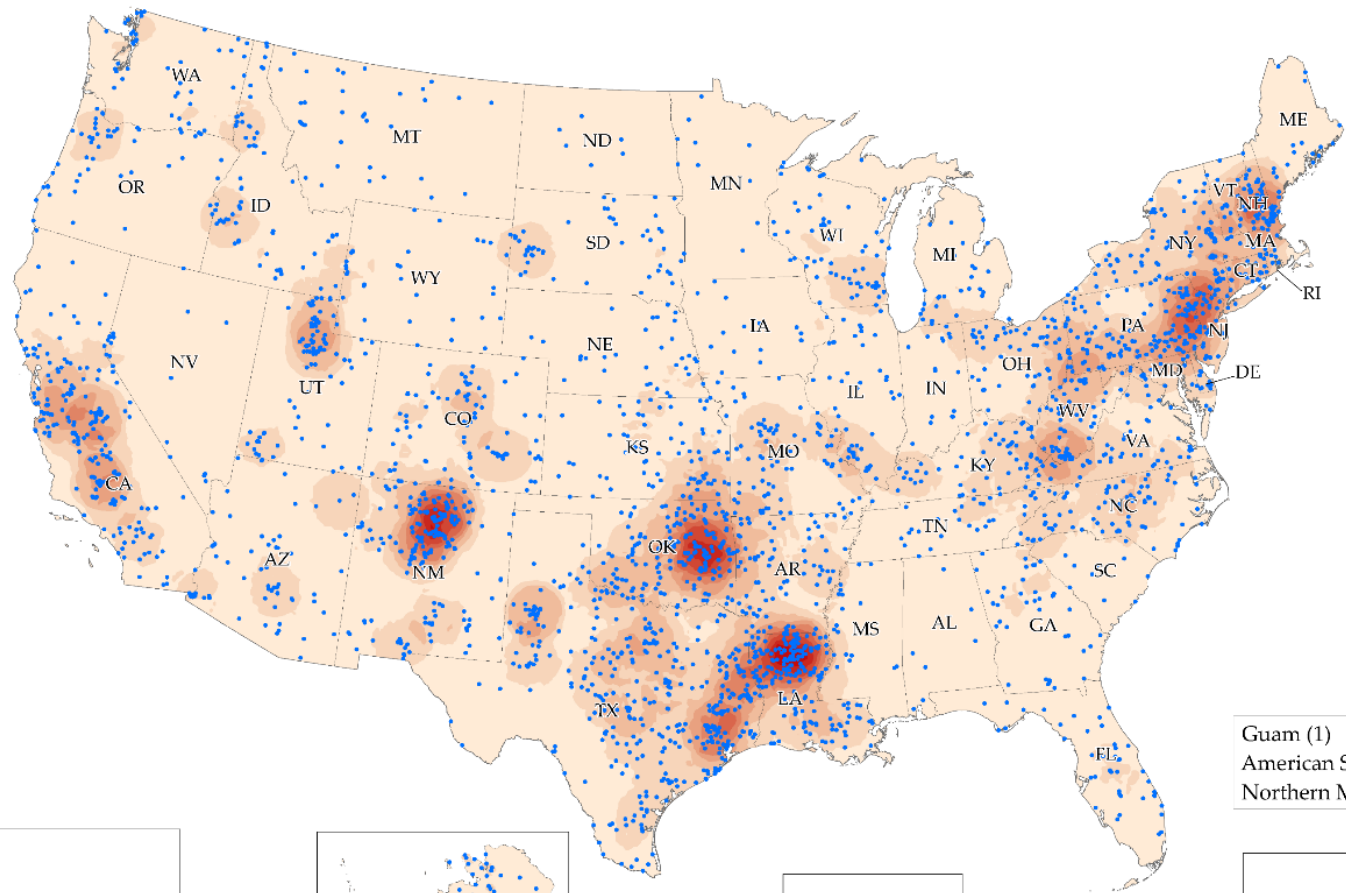 WA
MT
ND
MN
ME
OR
ID
SD
WI
MI
VT
NH
NY
MA
CT
RI
WY
IA
NE
PA
NJ
NV
UT
OH
MD
DE
IL
IN
CO
WV
KS
MO
VA
KY
CA
NC
TN
OK
AZ
NM
AR
SC
MS
AL
GA
LA
TX
FL
Guam (1)
American S
Northern M